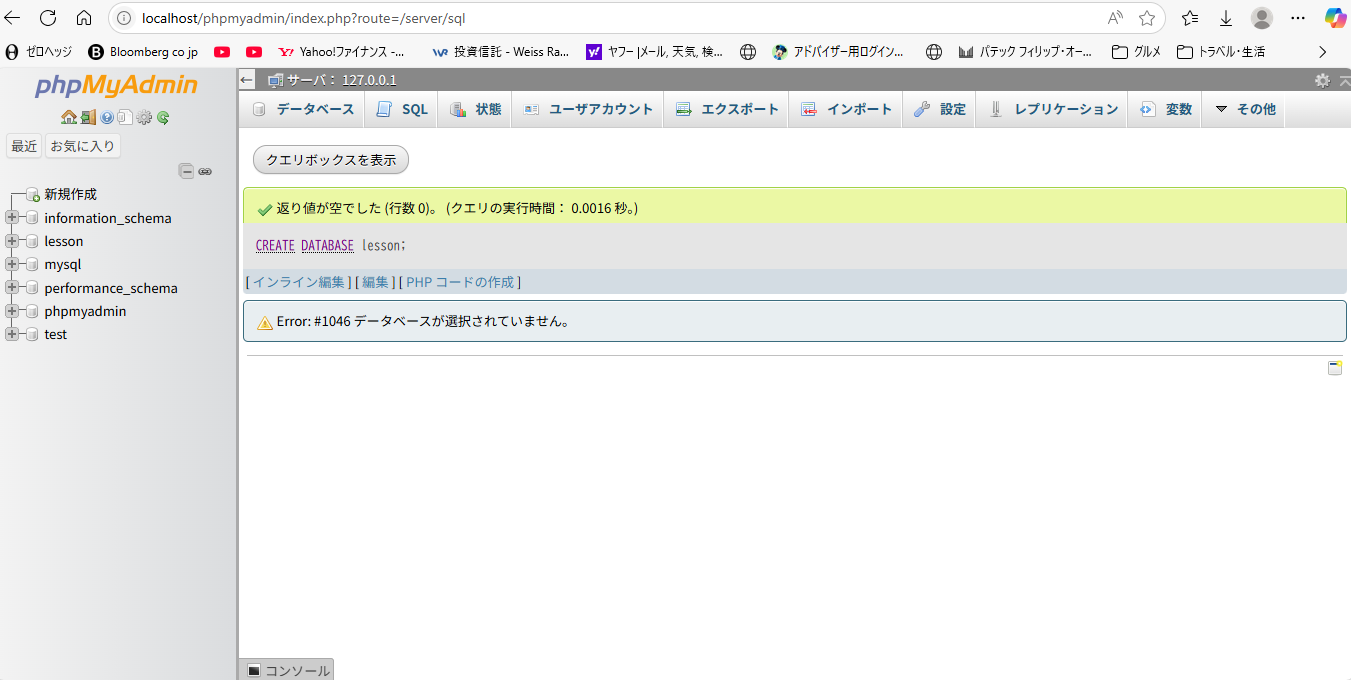 localhost/phpmyadmin/index.php?route=/server/sql
ゼロヘッジ
Bloomberg co jp
Yahoo!ファイナンス -...
投資信託 - Weiss Ra...
ヤフー |メール, 天気, 検...
アドバイザー用ログイン...
パテック フィリップ・オー...
グルメ
トラベル・生活
phpMyAdmin
最近
お気に入り
新規作成
information_schema
lesson
mysql
performance_schema
phpmyadmin
test
サーバ： 127.0.0.1
データベース
SQL
状態
ユーザアカウント
エクスポート
インポート
設定
レプリケーション
変数
その他
クエリボックスを表示
返り値が空でした (行数 0)。 (クエリの実行時間： 0.0016 秒。)
CREATE DATABASE lesson;
[ インライン編集 ] [ 編集 ] [ PHP コードの作成 ]
Error: #1046 データベースが選択されていません。
コンソール